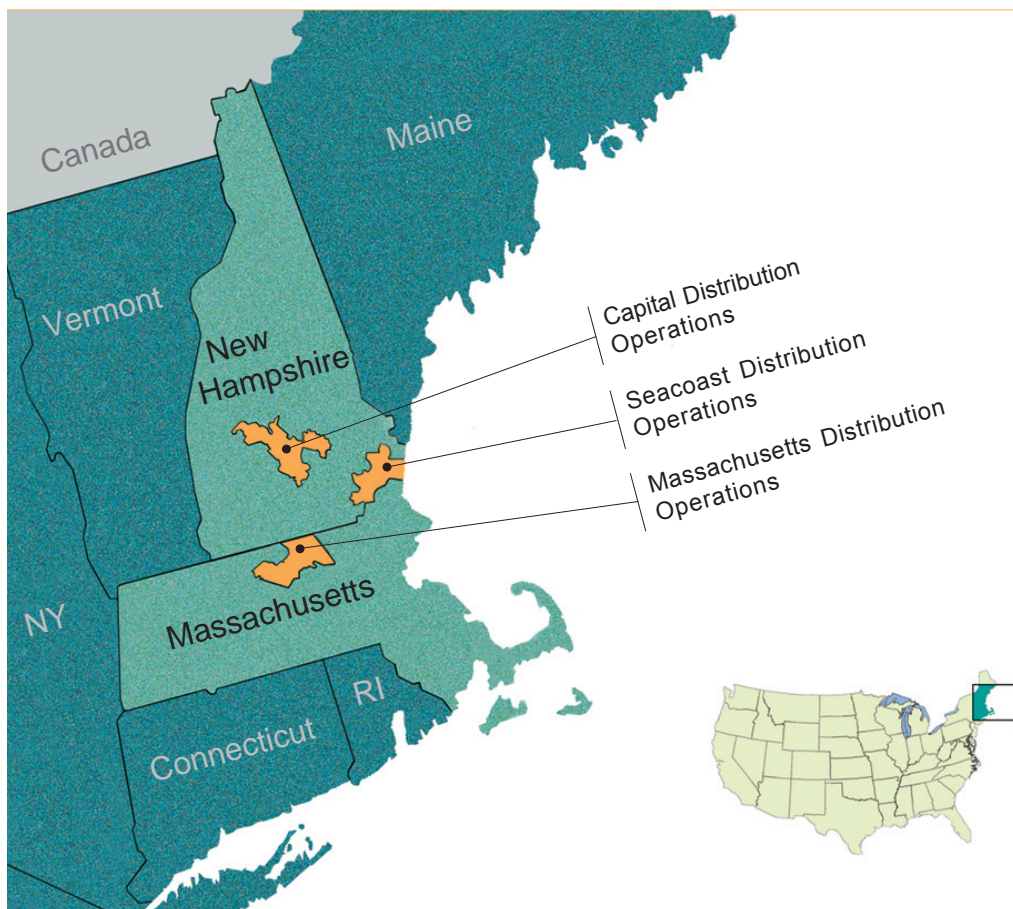 Canada
Maine
Vermont
New
Hampshire
Capital Distribution
Operations
Seacoast Distribution
Operations
Massachusetts Distribution
Operations
NY
Massachusetts
RI
Connecticut